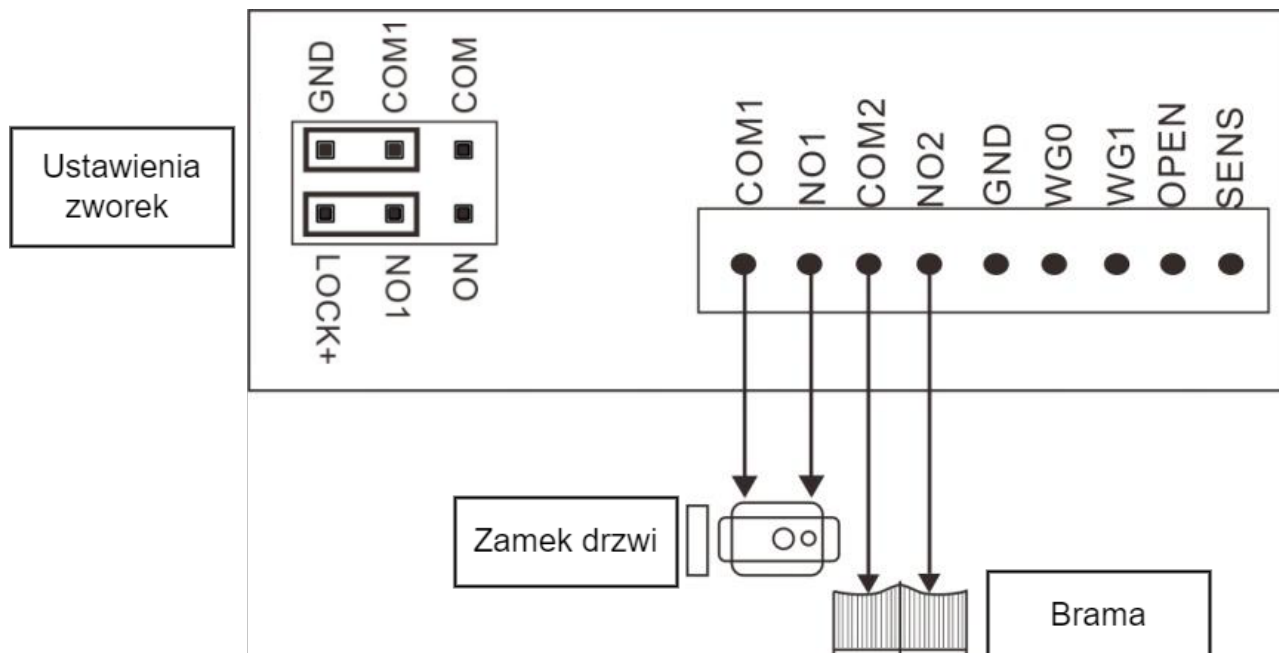 GND
COM1
COM
Ustawienia
zworek
LOCK+
NO1
NO
COM1
NO1
COM2
NO2
GND
WG0
WG1
OPEN
SENS
Zamek drzwi
Brama